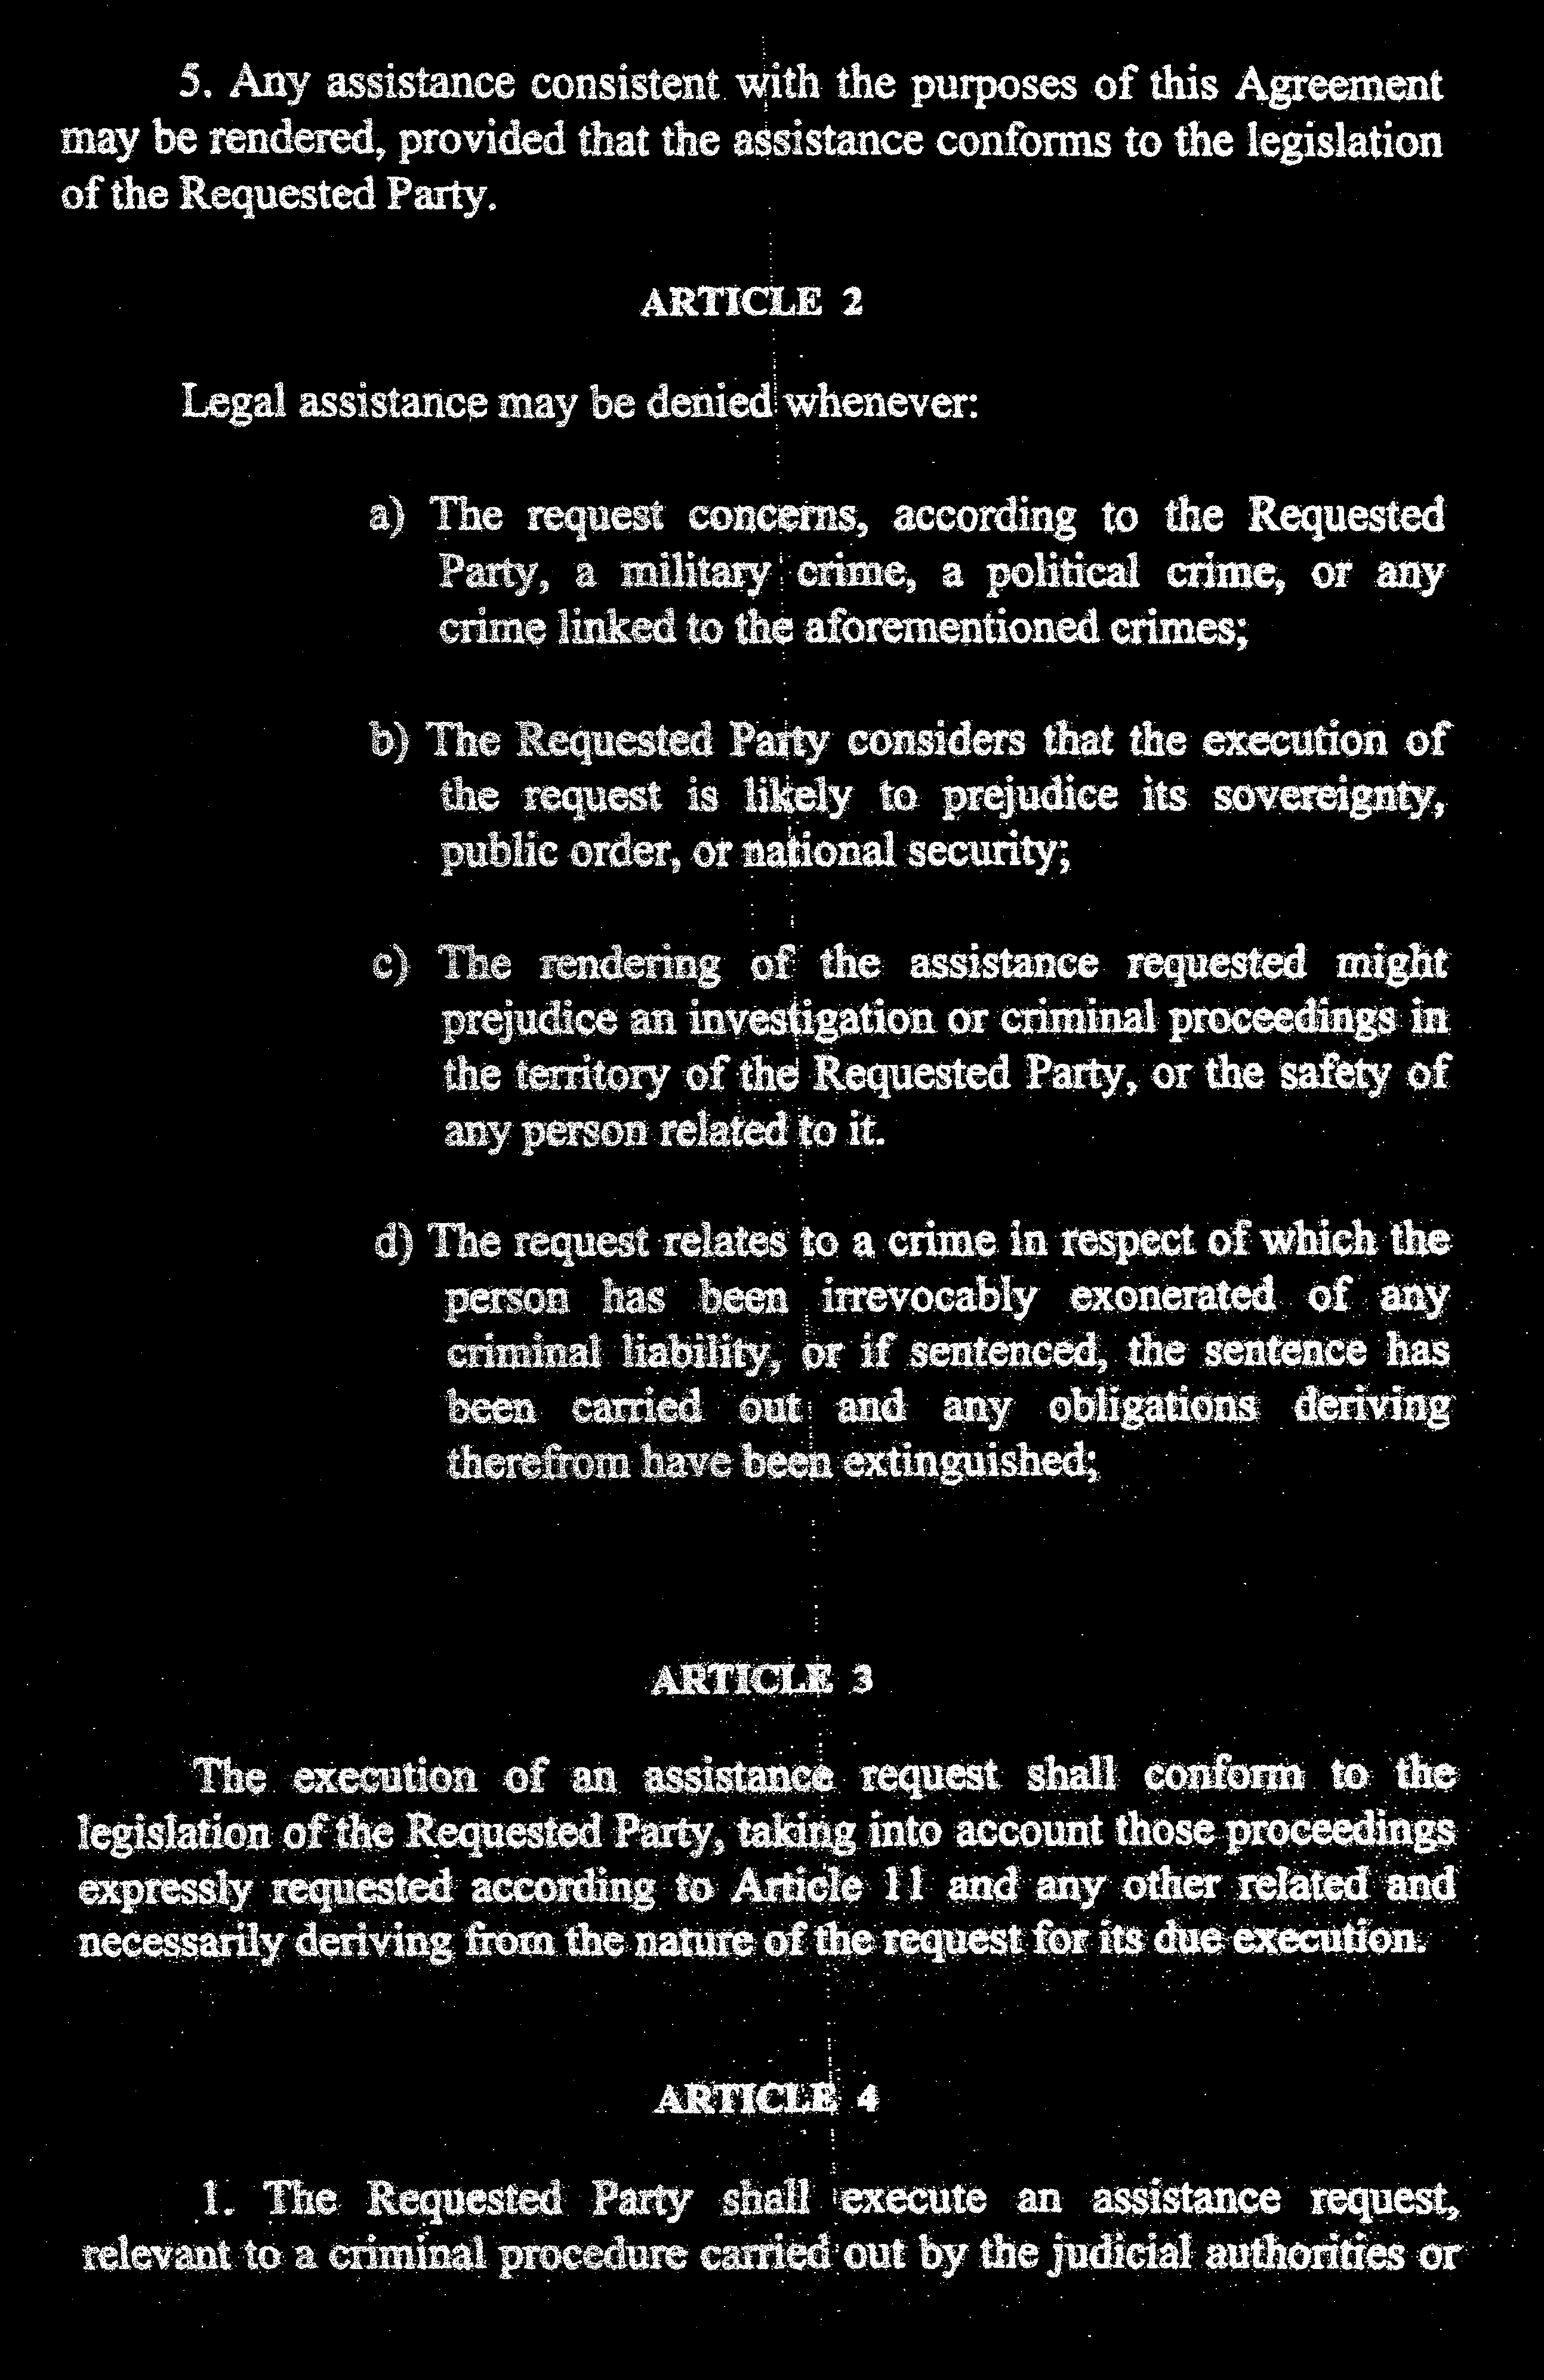 5. Any assistance consistent with the purposes of this Agreement
may be rendered, provided that the assistance conforms to the legislation
of the Requested Party.
ARTICLE 2
Legal assistance may be denied whenever:
a) The request concerns, according to the Requested
Party, a military crime, a political crime, or any
crime linked to the aforementioned crimes;
b) The Requested Party considers that the execution of
the request is likely to prejudice its sovereignty,
public order, or national security;
c) The rendering of the assistance requested might
prejudice an investigation or criminal proceedings in
the territory of the Requested Party, or the safety of
any person related to it.
d) The request relates to a crime in respect of which the
person has been irrevocably exonerated of any
criminal liability, or if sentenced, the sentence has
been carried out and any obligations deriving
therefrom have been extinguished;
ARTICLE 3
The execution of an assistance request shall conform to the
legislation of the Requested Party, taking into account those proceedings
expressly requested according to Article 11 and any other related and
necessarily deriving from the nature of the request for its due execution.
ARTICLE 4
1. The Requested Party shall execute an assistance request,
relevant to a criminal procedure carried out by the judicial authorities or